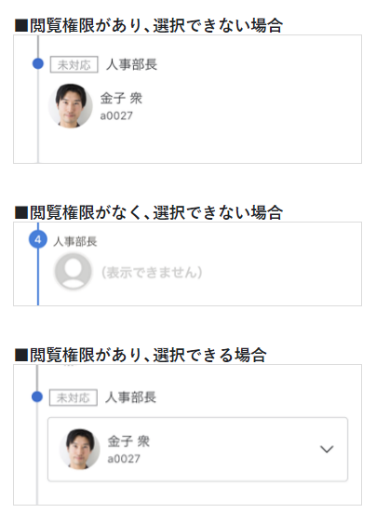 ■閲覧権限があり、選択できない場合
未対応 人事部長
金子 衆
a0027
■閲覧権限がなく、選択できない場合
4 人事部長
(表示できません)
■閲覧権限があり、選択できる場合
未対応 人事部長
金子 衆
a0027